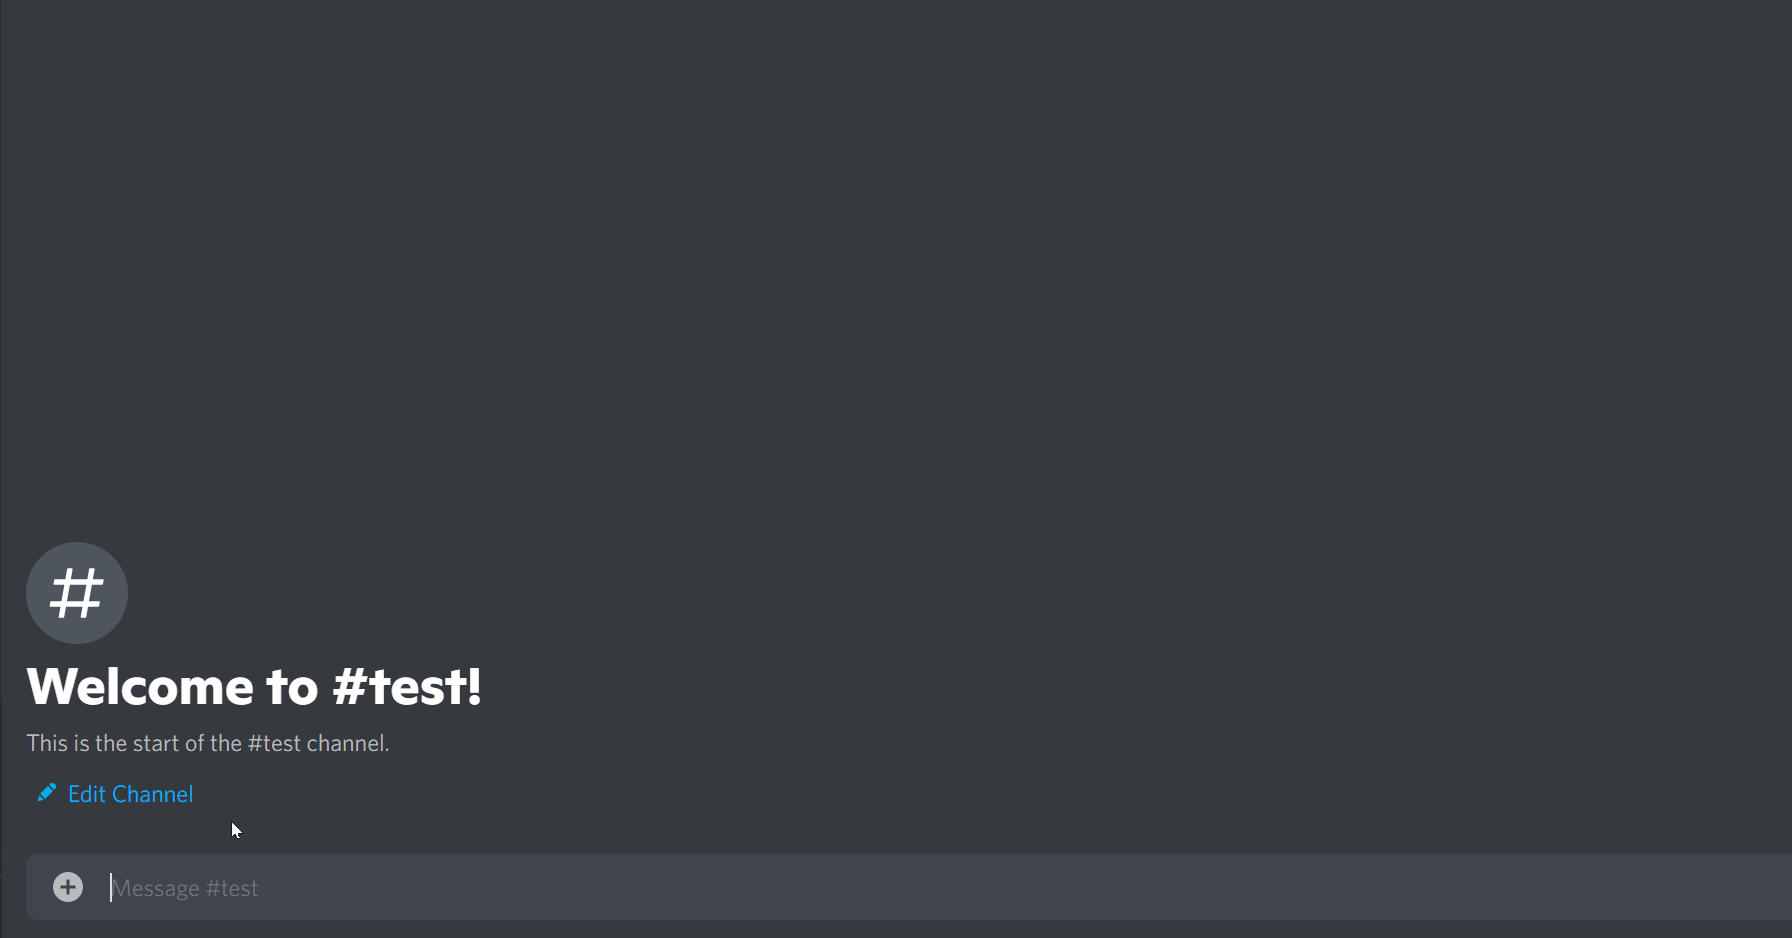 #
Welcome to #test!
This is the start of the #test channel.
Edit Channel
Message #test